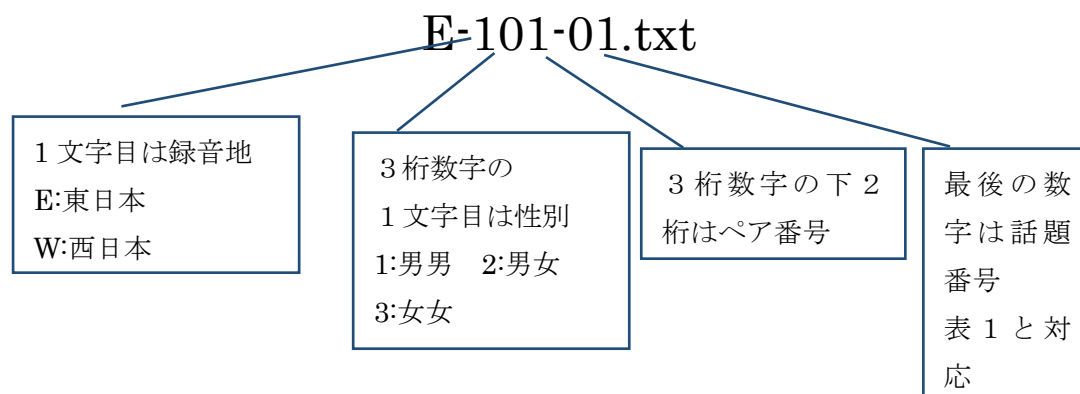 E-101-01.txt
１文字目は録音地
E:東日本
W:西日本
３桁数字の
１文字目は性別
1:男男　2:男女
3:女女
３桁数字の下２
桁はペア番号
最後の数
字は話題
番号
表１と対
応